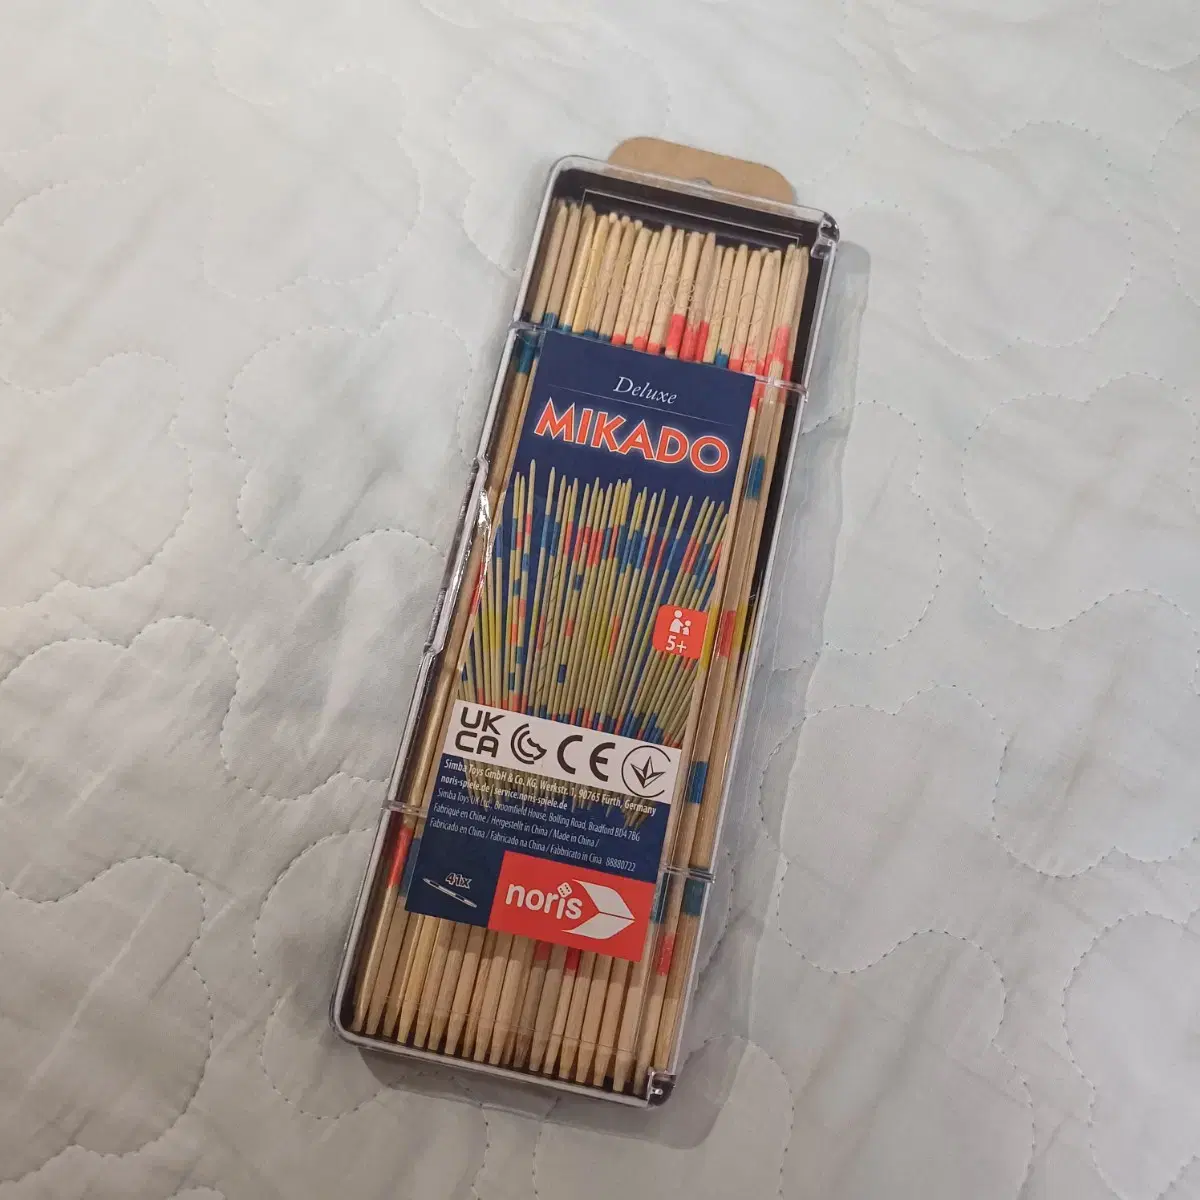 Deluxe
MIKADO
5+
UK
CA
CE
Simba Toys GmbH & Co. KG, Werkstr. 1, 90765 Fürth, Germany
noris-spiele.de | service.noris-spiele.de
Simba Toys UK Ltd., Broomfield House, Bolling Road, Bradford BD4 7BG
Fabriqué en Chine / Hergestellt in China / Made in China /
Fabricado en China / Fabricado na China / Fabbricato in Cina 88880722
41x
noris